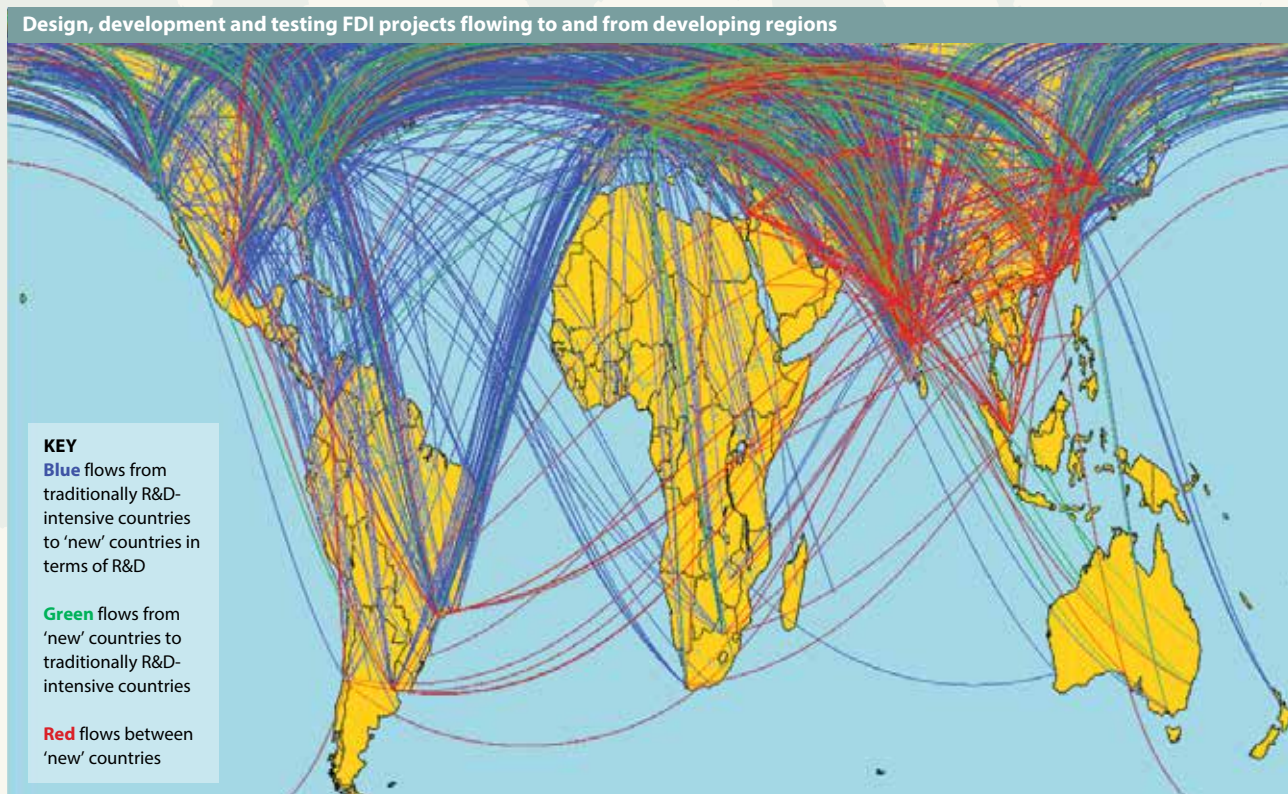 Design, development and testing FDI projects flowing to and from developing regions
KEY
Blue flows from
traditionally R&D-
intensive countries
to ‘new’ countries in
terms of R&D
Green flows from
‘new’ countries to
traditionally R&D-
intensive countries
Red flows between
‘new’ countries